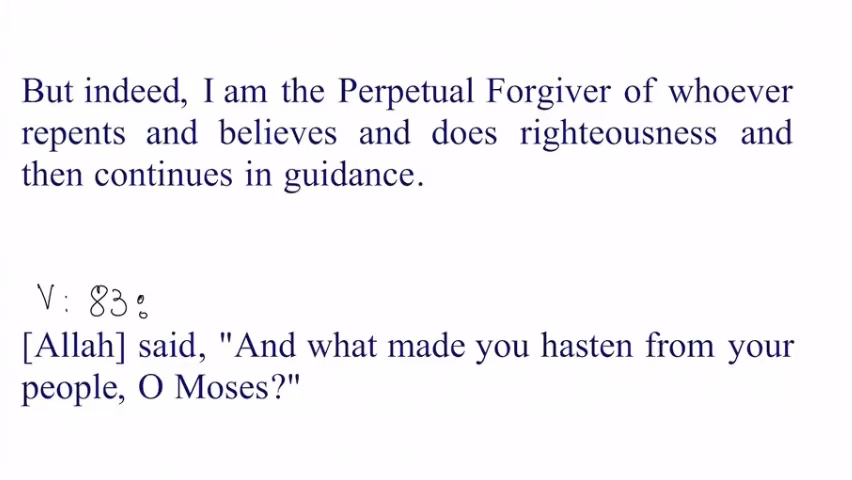 But indeed, I am the Perpetual Forgiver of whoever
repents and believes and does righteousness and
then continues in guidance.
V: 83:
[Allah] said, "And what made you hasten from your
people, O Moses?"